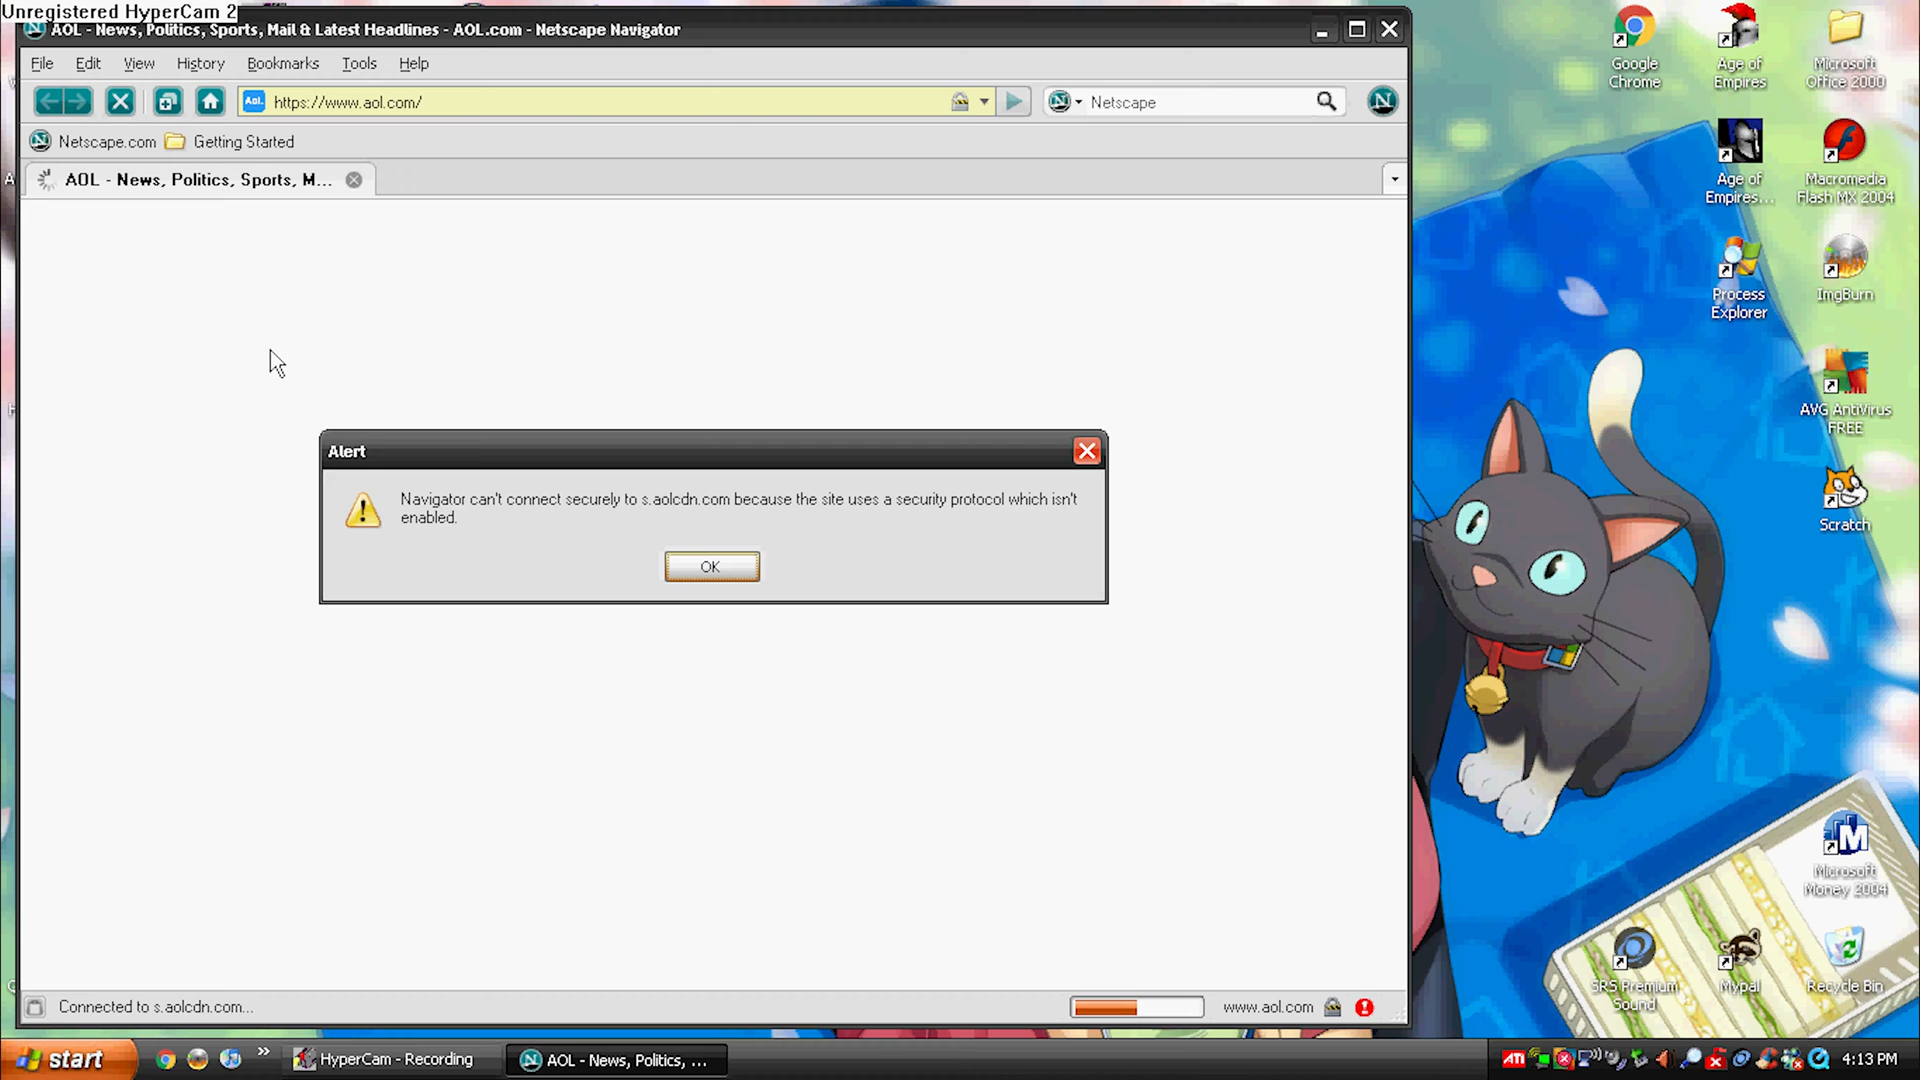 Unregistered HyperCam 2
AOL - News, Politics, Sports, Mail & Latest Headlines - AOL.com - Netscape Navigator
File Edit View History Bookmarks Tools Help
Aol. https://www.aol.com/
Netscape
N
Netscape.com Getting Started
AOL - News, Politics, Sports, M...
Alert
Navigator can't connect securely to s.aolcdn.com because the site uses a security protocol which isn't
enabled.
OK
Connected to s.aolcdn.com...
www.aol.com
Google
Chrome
Age of
Empires
Microsoft
Office 2000
Age of
Empires...
Macromedia
Flash MX 2004
Process
Explorer
ImgBurn
AVG AntiVirus
FREE
Scratch
M
Microsoft
Money 2004
SRS Premium
Sound
Mypal
Recycle Bin
start
HyperCam - Recording
AOL - News, Politics, ...
ATI
4:13 PM